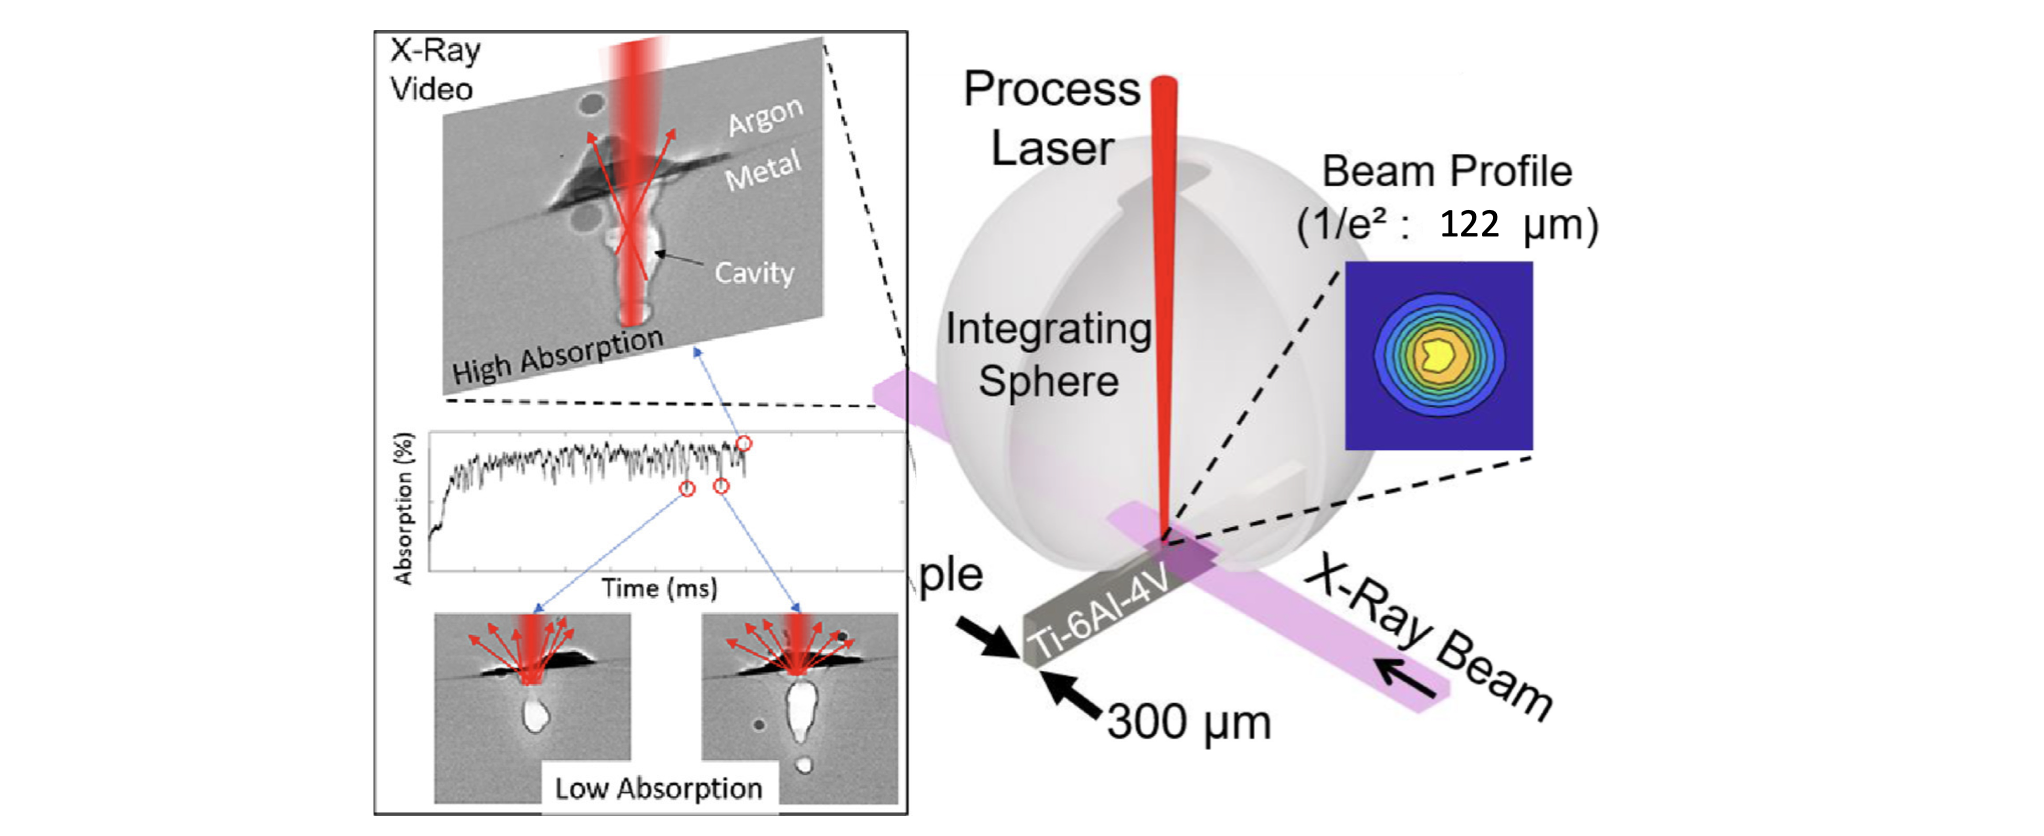 X-Ray
Video
Argon
Metal
Cavity
High Absorption
Absorption (%)
Time (ms)
Low Absorption
Process
Laser
Integrating
Sphere
Beam Profile
(1/e² : 122 µm)
ple
Ti-6Al-4V
300 µm
X-Ray Beam